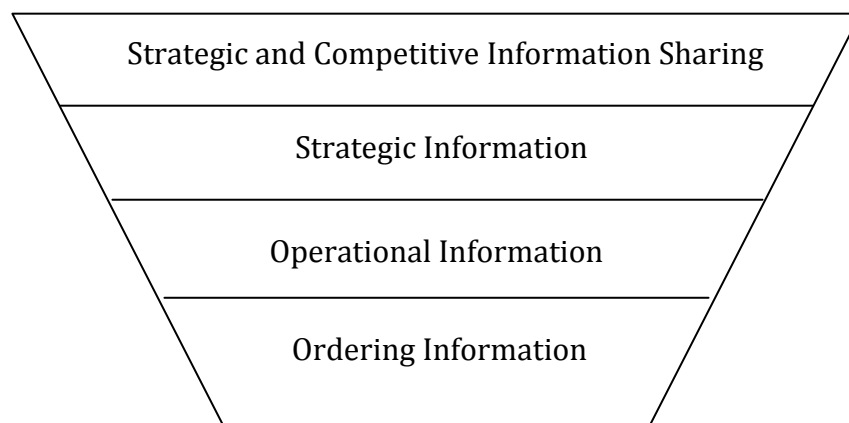 Strategic and Competitive Information Sharing
Strategic Information
Operational Information
Ordering Information